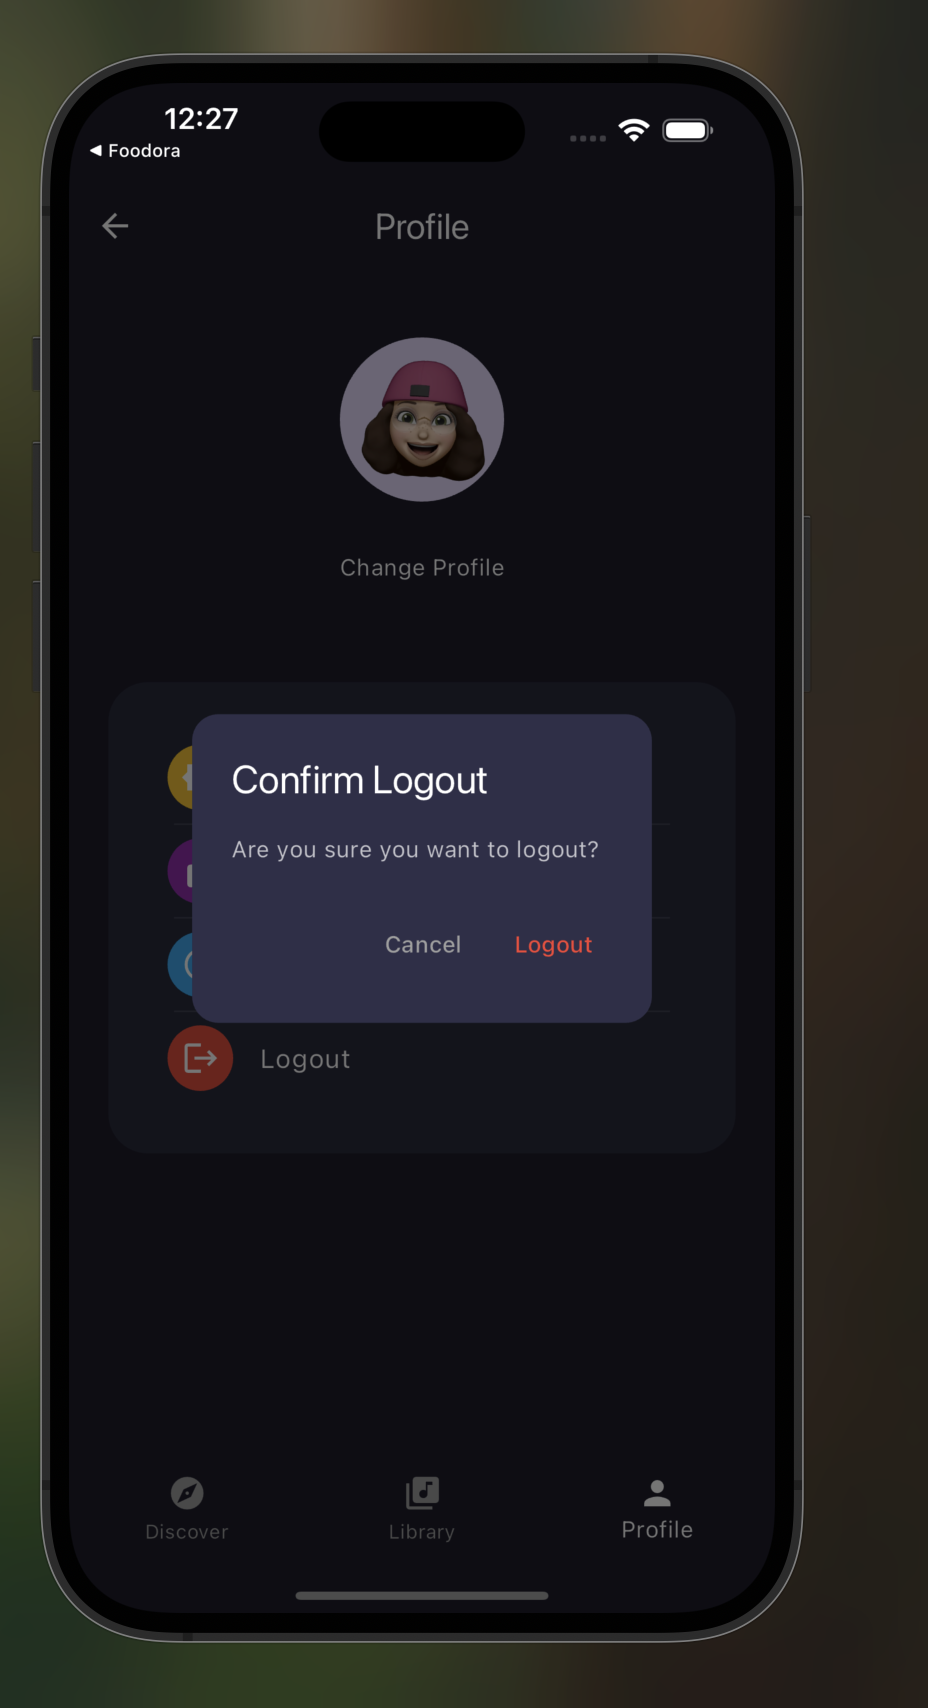 12:27
◀ Foodora
Profile
Change Profile
Confirm Logout
Are you sure you want to logout?
Cancel Logout
Logout
Discover Library Profile